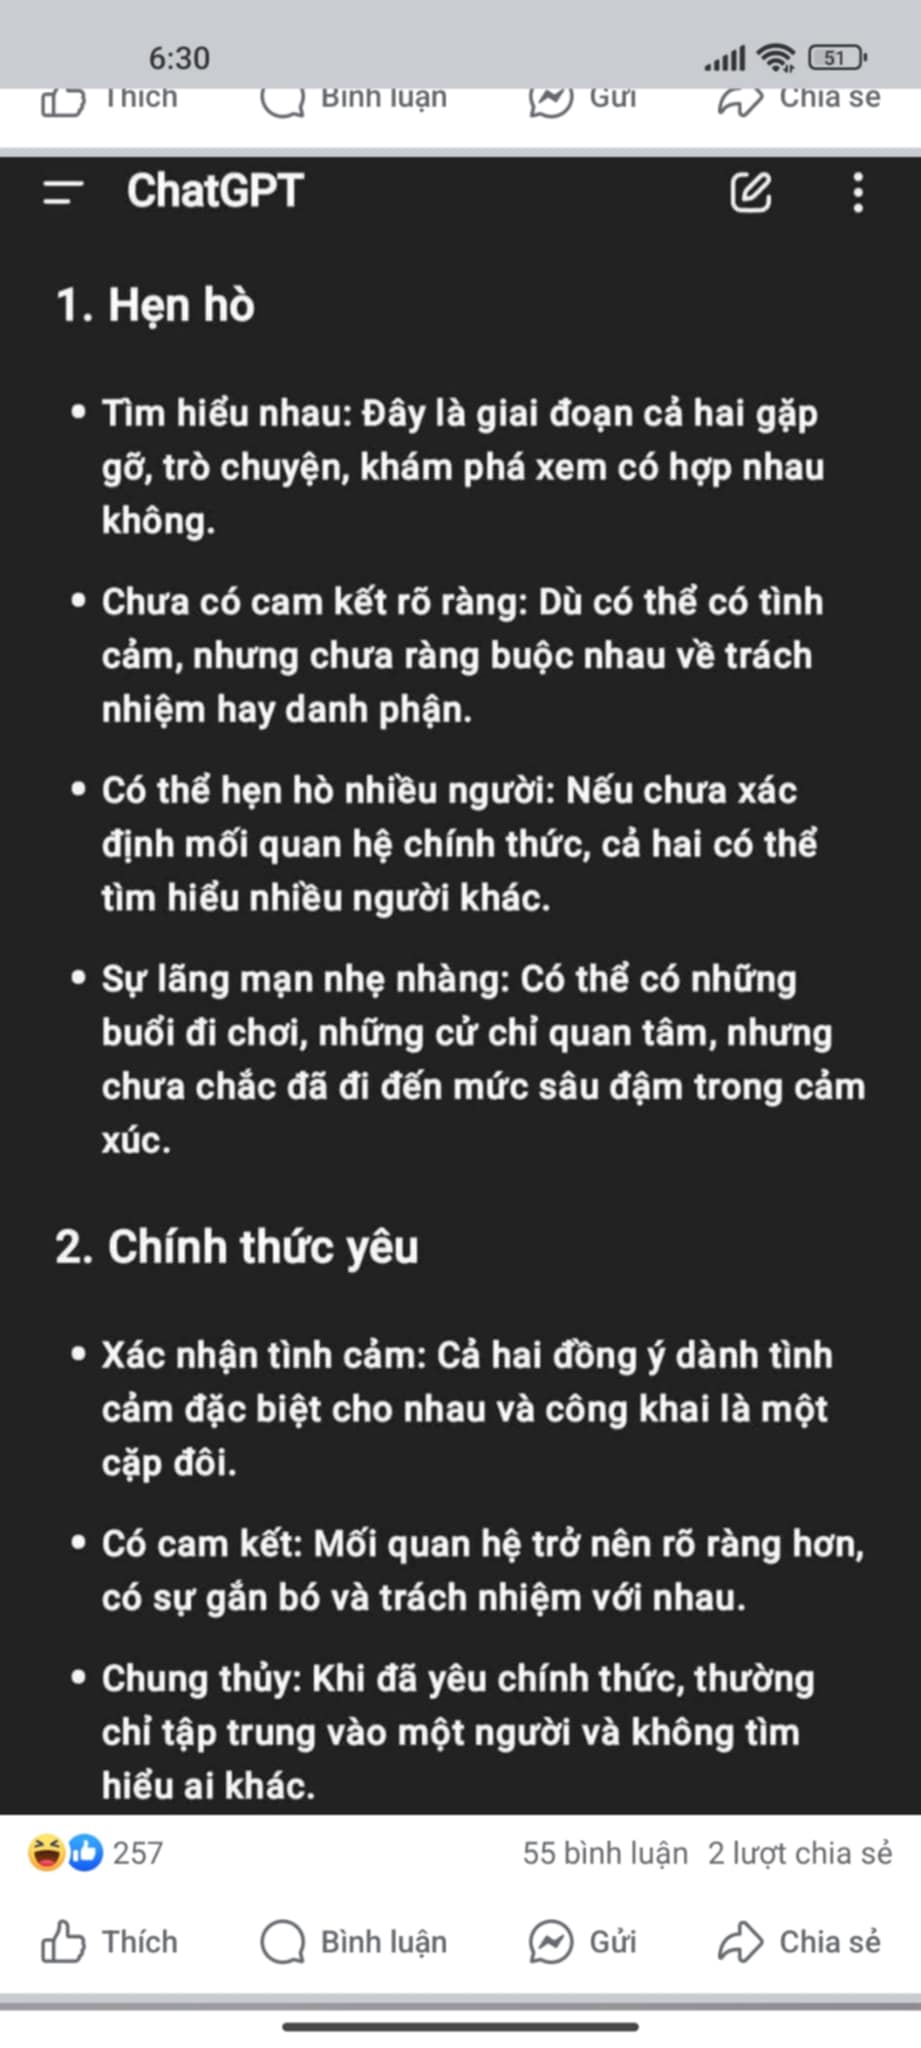 6:30
51
Thích Bình luận Gửi Chia sẻ
ChatGPT
1. Hẹn hò
• Tìm hiểu nhau: Đây là giai đoạn cả hai gặp
gỡ, trò chuyện, khám phá xem có hợp nhau
không.
• Chưa có cam kết rõ ràng: Dù có thể có tình
cảm, nhưng chưa ràng buộc nhau về trách
nhiệm hay danh phận.
• Có thể hẹn hò nhiều người: Nếu chưa xác
định mối quan hệ chính thức, cả hai có thể
tìm hiểu nhiều người khác.
• Sự lãng mạn nhẹ nhàng: Có thể có những
buổi đi chơi, những cử chỉ quan tâm, nhưng
chưa chắc đã đi đến mức sâu đậm trong cảm
xúc.
2. Chính thức yêu
• Xác nhận tình cảm: Cả hai đồng ý dành tình
cảm đặc biệt cho nhau và công khai là một
cặp đôi.
• Có cam kết: Mối quan hệ trở nên rõ ràng hơn,
có sự gắn bó và trách nhiệm với nhau.
• Chung thủy: Khi đã yêu chính thức, thường
chỉ tập trung vào một người và không tìm
hiểu ai khác.
257 55 bình luận 2 lượt chia sẻ
Thích Bình luận Gửi Chia sẻ